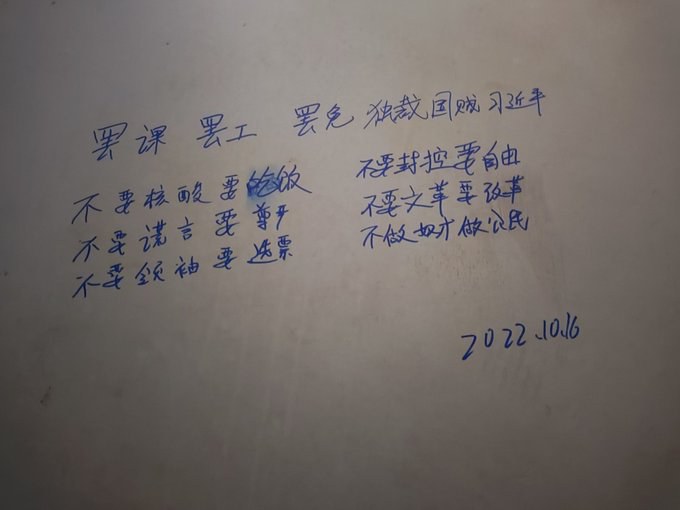 罢课 罢工 罢免独裁国贼习近平
不要核酸要吃饭
不要谎言要尊严
不要领袖要选票
不要封控要自由
不要文革要改革
不做奴才做公民
2022.10.16